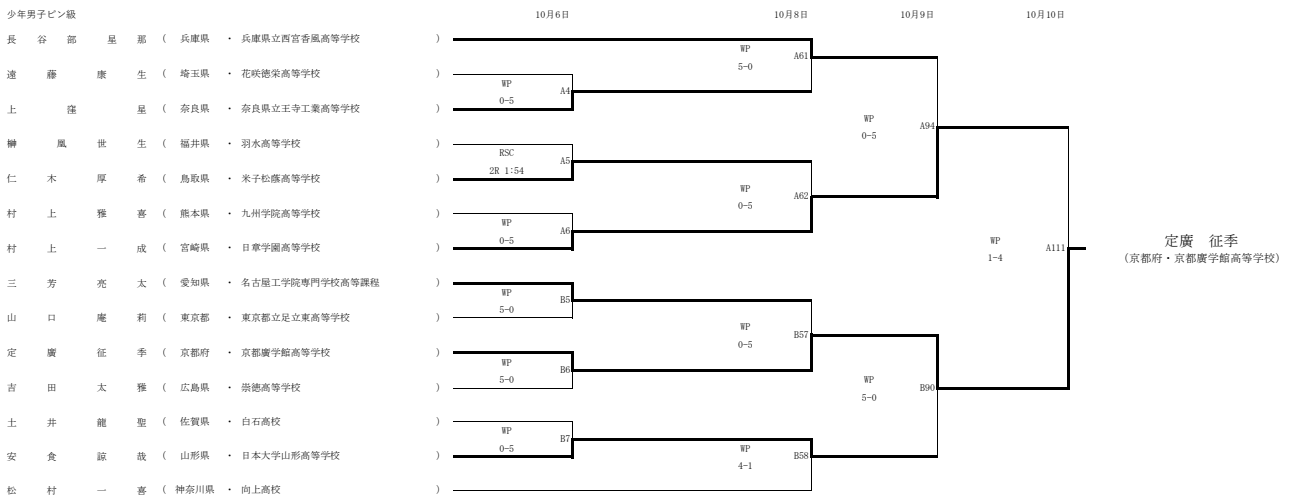 少年男子ピン級 10月6日 10月8日 10月9日 10月10日
長谷部 星那 ( 兵庫県 ・ 兵庫県立西宮香風高等学校 )
WP
A61
5-0
遠藤 康生 ( 埼玉県 ・ 花咲徳栄高等学校 )
WP
A4
0-5
上窪 星 ( 奈良県 ・ 奈良県立王寺工業高等学校 )
WP
A94
0-5
榊 風世生 ( 福井県 ・ 羽水高等学校 )
RSC
A5
2R 1:54
仁木 厚希 ( 鳥取県 ・ 米子松蔭高等学校 )
WP
A62
0-5
村上 雅喜 ( 熊本県 ・ 九州学院高等学校 )
WP
A6
0-5
村上 一成 ( 宮崎県 ・ 日章学園高等学校 )
WP
A111
1-4
定廣 征季
(京都府・京都廣学館高等学校)
三芳 亮太 ( 愛知県 ・ 名古屋工学院専門学校高等課程 )
WP
B5
5-0
山口 庵莉 ( 東京都 ・ 東京都立足立東高等学校 )
WP
B57
0-5
定廣 征季 ( 京都府 ・ 京都廣学館高等学校 )
WP
B6
5-0
吉田 太雅 ( 広島県 ・ 崇徳高等学校 )
WP
B90
5-0
土井 龍聖 ( 佐賀県 ・ 白石高校 )
WP
B7
0-5
安食 諒哉 ( 山形県 ・ 日本大学山形高等学校 )
WP
B58
4-1
松村 一喜 ( 神奈川県 ・ 向上高校 )